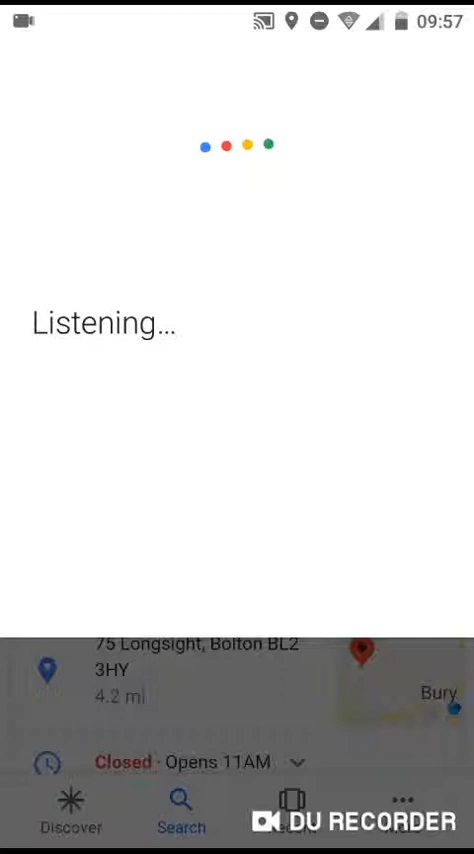 09:57
Listening...
75 Longsight, Bolton BL2
3HY
4.2 mi
Bury
Closed · Opens 11AM
DU RECORDER
Discover
Search